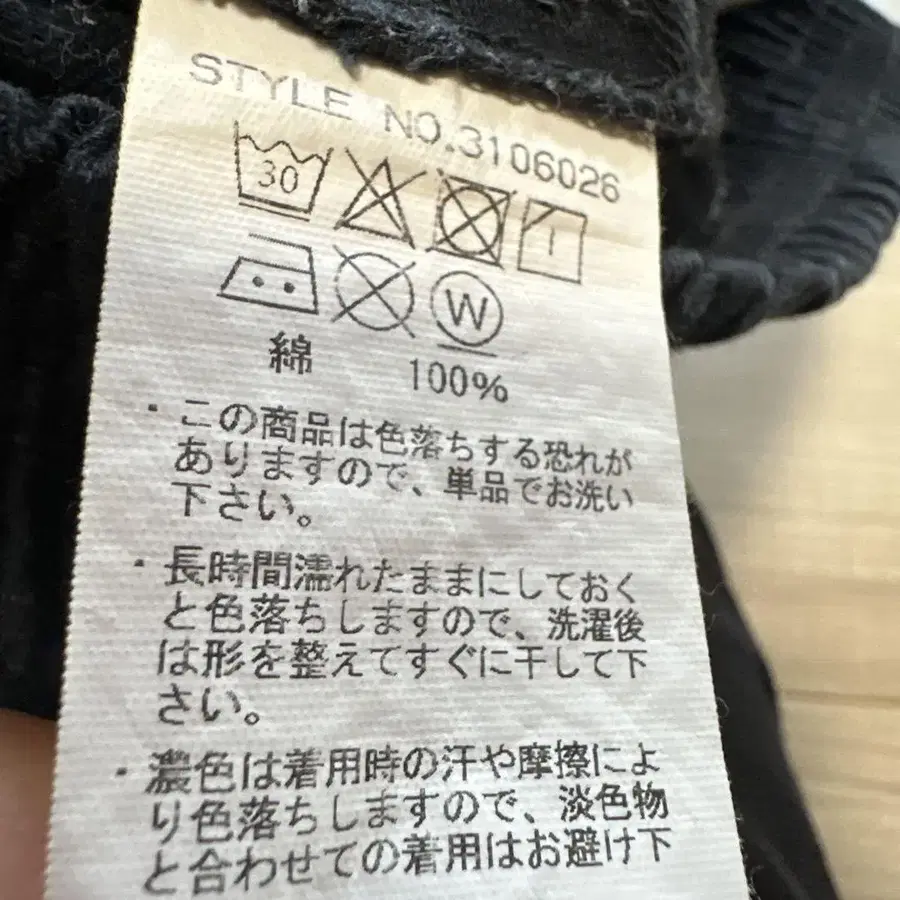 STYLE NO.3106026
30
W
綿 100%
・この商品は色落ちする恐れが
ありますので、単品でお洗い
下さい。
・長時間濡れたままにしておく
と色落ちしますので、洗濯後
は形を整えてすぐに干して下
さい。
・濃色は着用時の汗や摩擦によ
り色落ちしますので、淡色物
と合わせての着用はお避け下